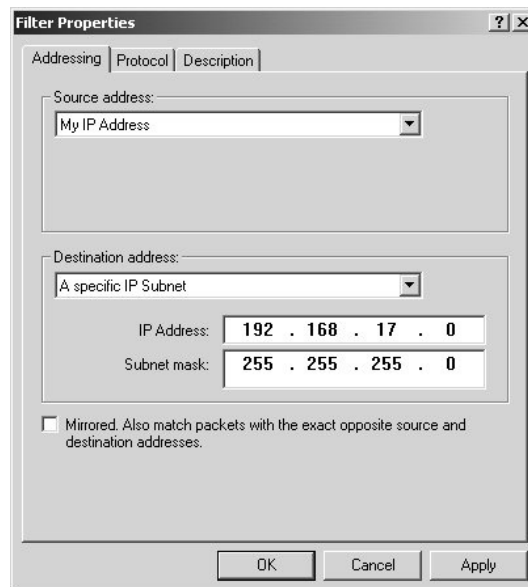 Filter Properties
Addressing Protocol Description
Source address:
My IP Address
Destination address:
A specific IP Subnet
IP Address: 192 . 168 . 17 . 0
Subnet mask: 255 . 255 . 255 . 0
Mirrored. Also match packets with the exact opposite source and
destination addresses.
OK Cancel Apply